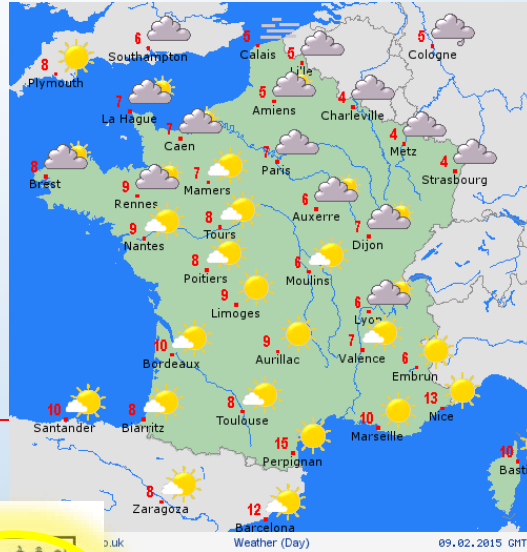 5
6
Southampton
Calais
5
Lille
5
Cologne
8
Plymouth
7
La Hague
5
Amiens
4
Charleville
7
Caen
4
Metz
7
Paris
4
Strasbourg
8
Brest
7
Mamers
9
Rennes
6
Auxerre
8
Tours
7
Dijon
9
Nantes
8
Poitiers
6
Moulins
9
Limoges
6
Lyon
10
Bordeaux
9
Aurillac
7
Valence
6
Embrun
13
Nice
10
Santander
8
Biarritz
8
Toulouse
10
Marseille
15
Perpignan
10
Basti
8
Zaragoza
12
Barcelona
o.uk Weather (Day) 09.02.2015 GMT